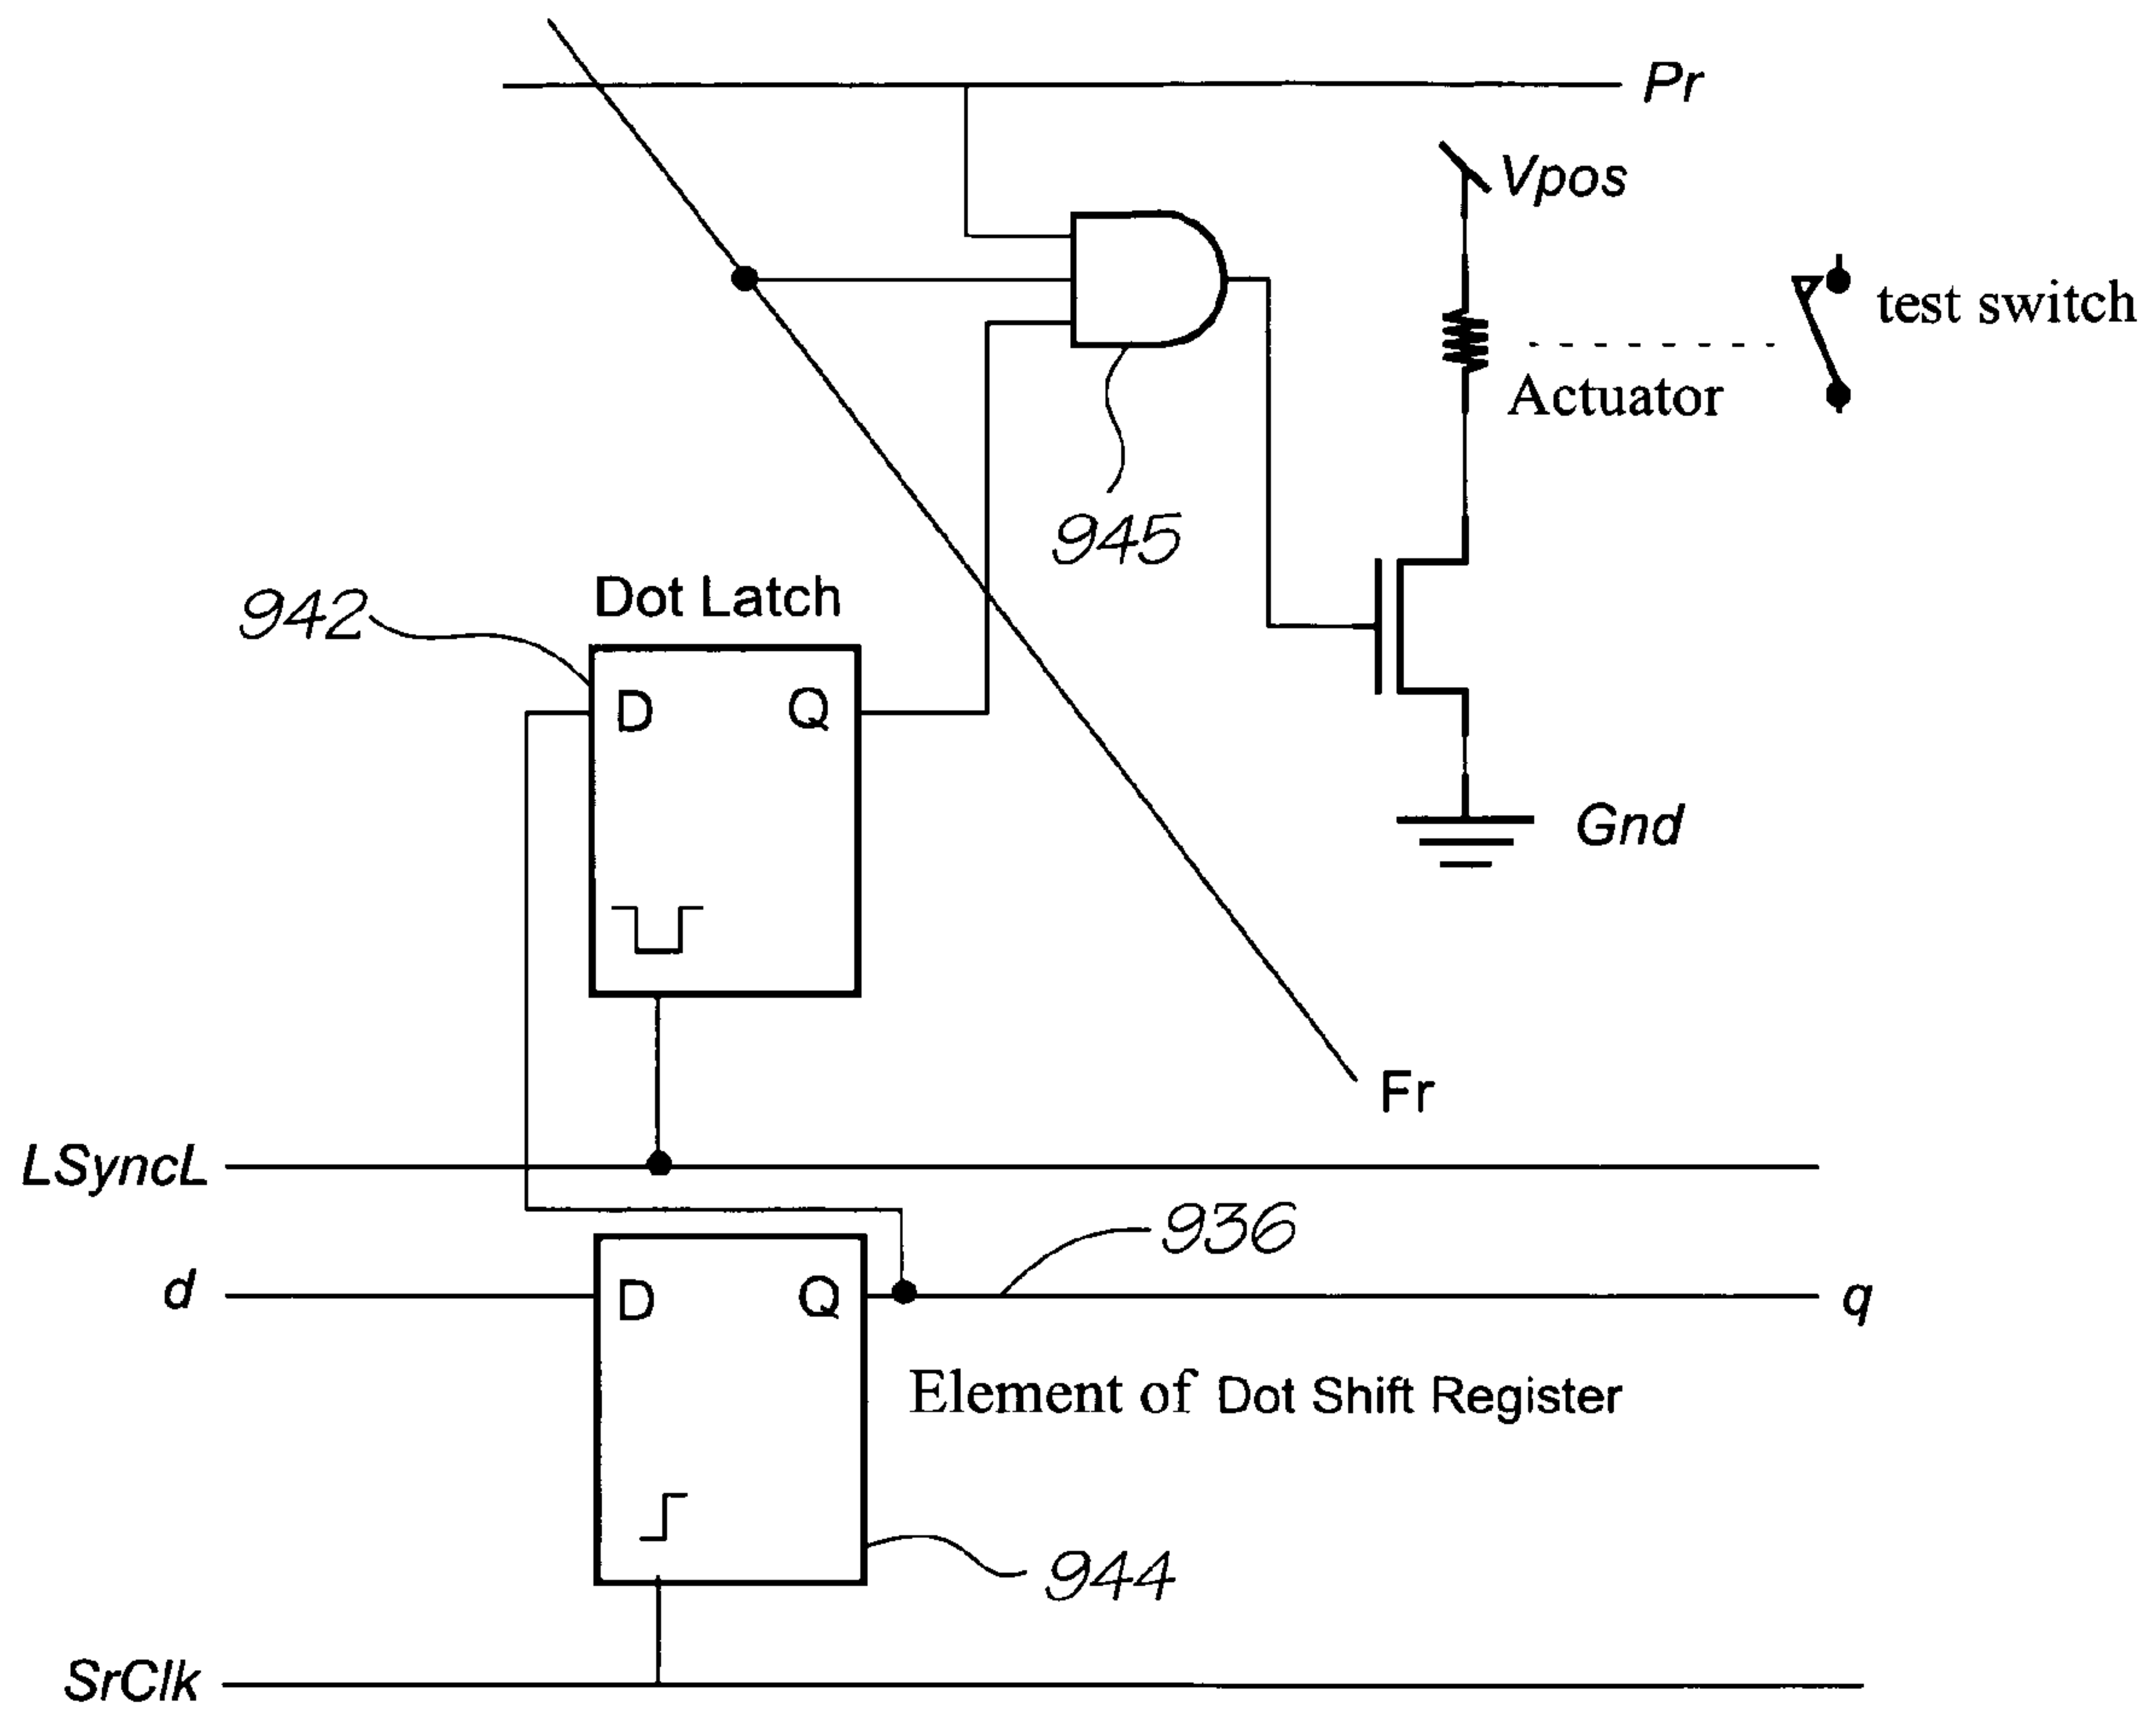 Pr
Vpos
test switch
Actuator
945
942
Dot Latch
D Q
Gnd
Fr
LSyncL
936
d
D Q
q
Element of Dot Shift Register
944
SrClk